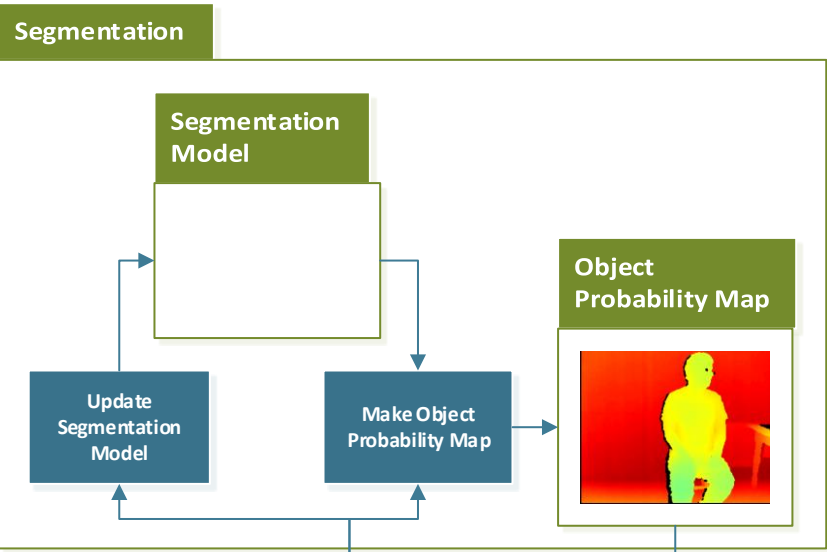 Segmentation
Segmentation
Model
Object
Probability Map
Update
Segmentation
Model
Make Object
Probability Map